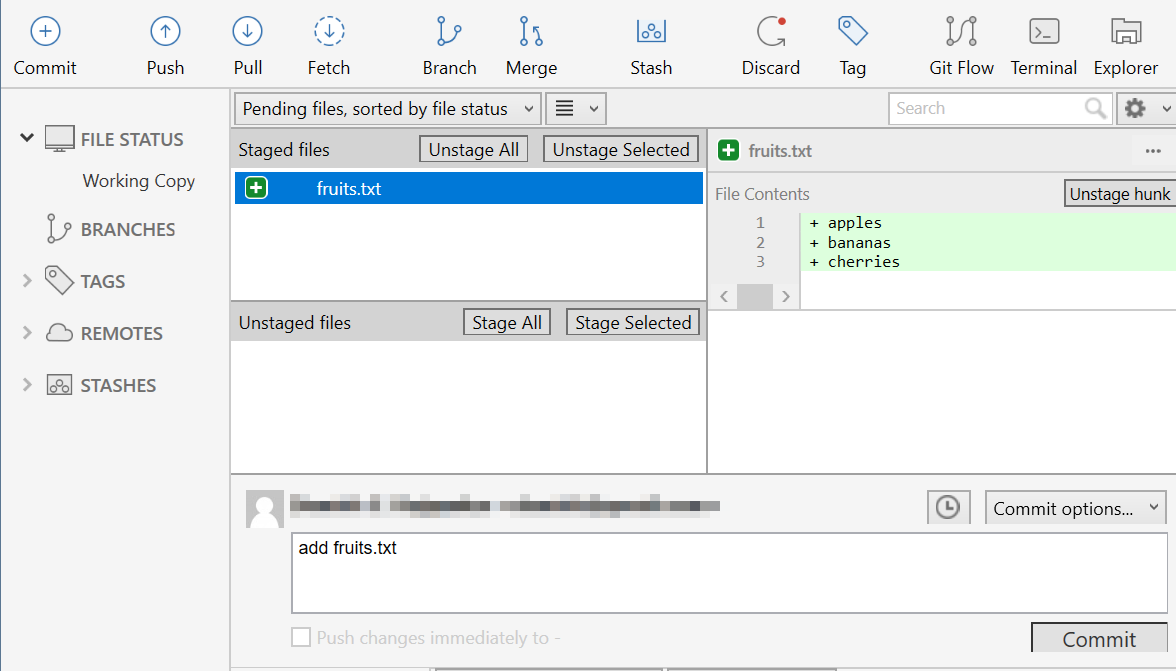 Commit Push Pull Fetch Branch Merge Stash Discard Tag Git Flow Terminal Explorer
Pending files, sorted by file status
Search
FILE STATUS
Working Copy
BRANCHES
TAGS
REMOTES
STASHES
Staged files Unstage All Unstage Selected
fruits.txt
Unstaged files Stage All Stage Selected
fruits.txt ...
File Contents Unstage hunk
1 + apples
2 + bananas
3 + cherries
Commit options...
add fruits.txt
Push changes immediately to -
Commit